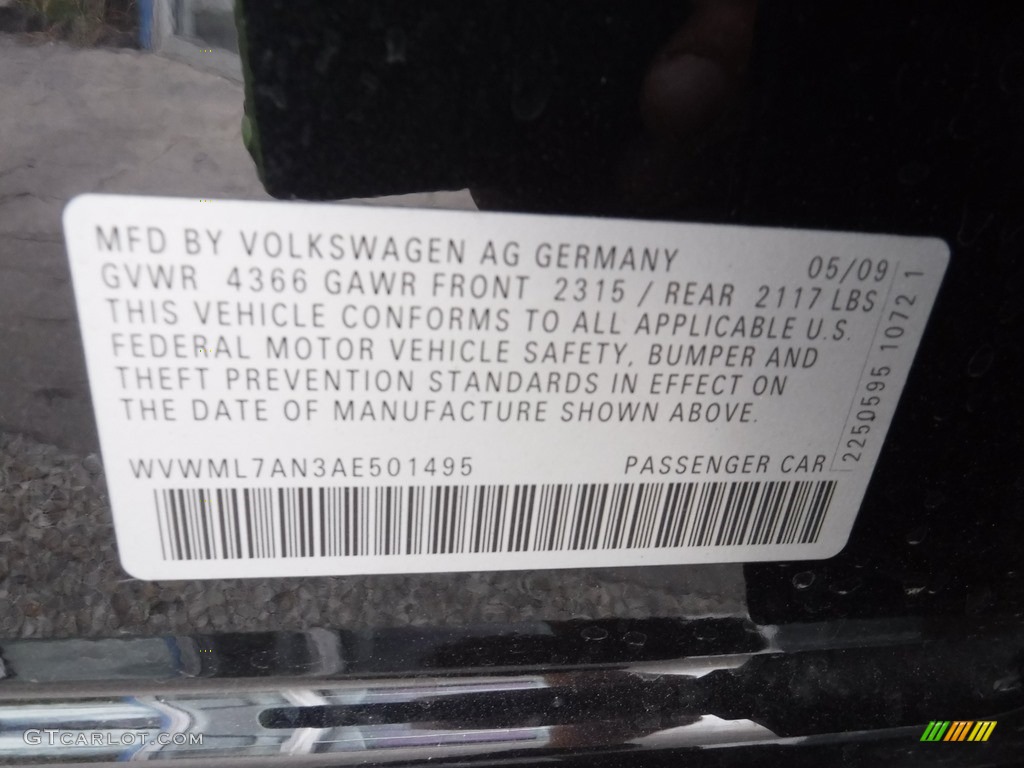 MFD BY VOLKSWAGEN AG GERMANY 05/09
GVWR 4366 GAWR FRONT 2315 / REAR 2117 LBS
THIS VEHICLE CONFORMS TO ALL APPLICABLE U.S.
FEDERAL MOTOR VEHICLE SAFETY, BUMPER AND
THEFT PREVENTION STANDARDS IN EFFECT ON
THE DATE OF MANUFACTURE SHOWN ABOVE.
WVWML7AN3AE501495 PASSENGER CAR
225D595 1072 1
GTCARLOT.COM